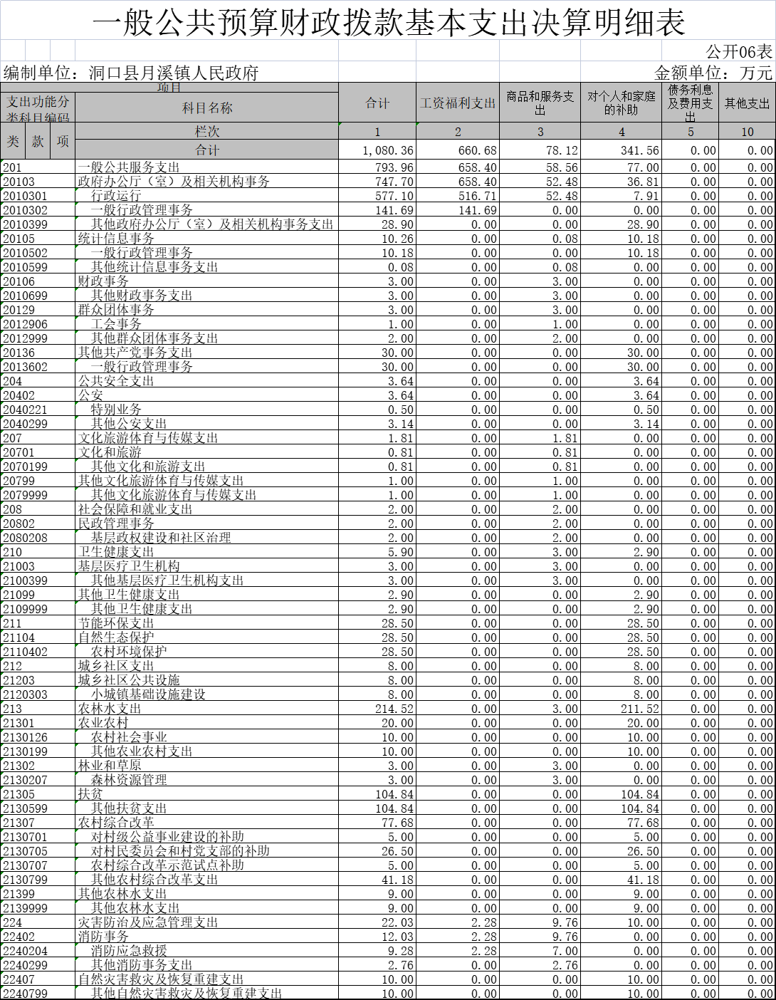 一般公共预算财政拨款基本支出决算明细表
公开06表
编制单位：洞口县月溪镇人民政府 金额单位：万元
项目 合计 工资福利支出 商品和服务支出 对个人和家庭的补助 债务利息及费用支出 其他支出
支出功能分类科目编码 科目名称
类 款 项 栏次 1 2 3 4 5 10
合计 1,080.36 660.68 78.12 341.56 0.00 0.00
201 一般公共服务支出 793.96 658.40 58.56 77.00 0.00 0.00
20103 政府办公厅（室）及相关机构事务 747.70 658.40 52.48 36.81 0.00 0.00
2010301 行政运行 577.10 516.71 52.48 7.91 0.00 0.00
2010302 一般行政管理事务 141.69 141.69 0.00 0.00 0.00 0.00
2010399 其他政府办公厅（室）及相关机构事务支出 28.90 0.00 0.00 28.90 0.00 0.00
20105 统计信息事务 10.26 0.00 0.08 10.18 0.00 0.00
2010502 一般行政管理事务 10.18 0.00 0.00 10.18 0.00 0.00
2010599 其他统计信息事务支出 0.08 0.00 0.08 0.00 0.00 0.00
20106 财政事务 3.00 0.00 3.00 0.00 0.00 0.00
2010699 其他财政事务支出 3.00 0.00 3.00 0.00 0.00 0.00
20129 群众团体事务 3.00 0.00 3.00 0.00 0.00 0.00
2012906 工会事务 1.00 0.00 1.00 0.00 0.00 0.00
2012999 其他群众团体事务支出 2.00 0.00 2.00 0.00 0.00 0.00
20136 其他共产党事务支出 30.00 0.00 0.00 30.00 0.00 0.00
2013602 一般行政管理事务 30.00 0.00 0.00 30.00 0.00 0.00
204 公共安全支出 3.64 0.00 0.00 3.64 0.00 0.00
20402 公安 3.64 0.00 0.00 3.64 0.00 0.00
2040221 特别业务 0.50 0.00 0.00 0.50 0.00 0.00
2040299 其他公安支出 3.14 0.00 0.00 3.14 0.00 0.00
207 文化旅游体育与传媒支出 1.81 0.00 1.81 0.00 0.00 0.00
20701 文化和旅游 0.81 0.00 0.81 0.00 0.00 0.00
2070199 其他文化和旅游支出 0.81 0.00 0.81 0.00 0.00 0.00
20799 其他文化旅游体育与传媒支出 1.00 0.00 1.00 0.00 0.00 0.00
2079999 其他文化旅游体育与传媒支出 1.00 0.00 1.00 0.00 0.00 0.00
208 社会保障和就业支出 2.00 0.00 2.00 0.00 0.00 0.00
20802 民政管理事务 2.00 0.00 2.00 0.00 0.00 0.00
2080208 基层政权建设和社区治理 2.00 0.00 2.00 0.00 0.00 0.00
210 卫生健康支出 5.90 0.00 3.00 2.90 0.00 0.00
21003 基层医疗卫生机构 3.00 0.00 3.00 0.00 0.00 0.00
2100399 其他基层医疗卫生机构支出 3.00 0.00 3.00 0.00 0.00 0.00
21099 其他卫生健康支出 2.90 0.00 0.00 2.90 0.00 0.00
2109999 其他卫生健康支出 2.90 0.00 0.00 2.90 0.00 0.00
211 节能环保支出 28.50 0.00 0.00 28.50 0.00 0.00
21104 自然生态保护 28.50 0.00 0.00 28.50 0.00 0.00
2110402 农村环境保护 28.50 0.00 0.00 28.50 0.00 0.00
212 城乡社区支出 8.00 0.00 0.00 8.00 0.00 0.00
21203 城乡社区公共设施 8.00 0.00 0.00 8.00 0.00 0.00
2120303 小城镇基础设施建设 8.00 0.00 0.00 8.00 0.00 0.00
213 农林水支出 214.52 0.00 3.00 211.52 0.00 0.00
21301 农业农村 20.00 0.00 0.00 20.00 0.00 0.00
2130126 农村社会事业 10.00 0.00 0.00 10.00 0.00 0.00
2130199 其他农业农村支出 10.00 0.00 0.00 10.00 0.00 0.00
21302 林业和草原 3.00 0.00 3.00 0.00 0.00 0.00
2130207 森林资源管理 3.00 0.00 3.00 0.00 0.00 0.00
21305 扶贫 104.84 0.00 0.00 104.84 0.00 0.00
2130599 其他扶贫支出 104.84 0.00 0.00 104.84 0.00 0.00
21307 农村综合改革 77.68 0.00 0.00 77.68 0.00 0.00
2130701 对村级公益事业建设的补助 5.00 0.00 0.00 5.00 0.00 0.00
2130705 对村民委员会和村党支部的补助 26.50 0.00 0.00 26.50 0.00 0.00
2130707 农村综合改革示范试点补助 5.00 0.00 0.00 5.00 0.00 0.00
2130799 其他农村综合改革支出 41.18 0.00 0.00 41.18 0.00 0.00
21399 其他农林水支出 9.00 0.00 0.00 9.00 0.00 0.00
2139999 其他农林水支出 9.00 0.00 0.00 9.00 0.00 0.00
224 灾害防治及应急管理支出 22.03 2.28 9.76 10.00 0.00 0.00
22402 消防事务 12.03 2.28 9.76 0.00 0.00 0.00
2240204 消防应急救援 9.28 2.28 7.00 0.00 0.00 0.00
2240299 其他消防事务支出 2.76 0.00 2.76 0.00 0.00 0.00
22407 自然灾害救灾及恢复重建支出 10.00 0.00 0.00 10.00 0.00 0.00
2240799 其他自然灾害救灾及恢复重建支出 10.00 0.00 0.00 10.00 0.00 0.00